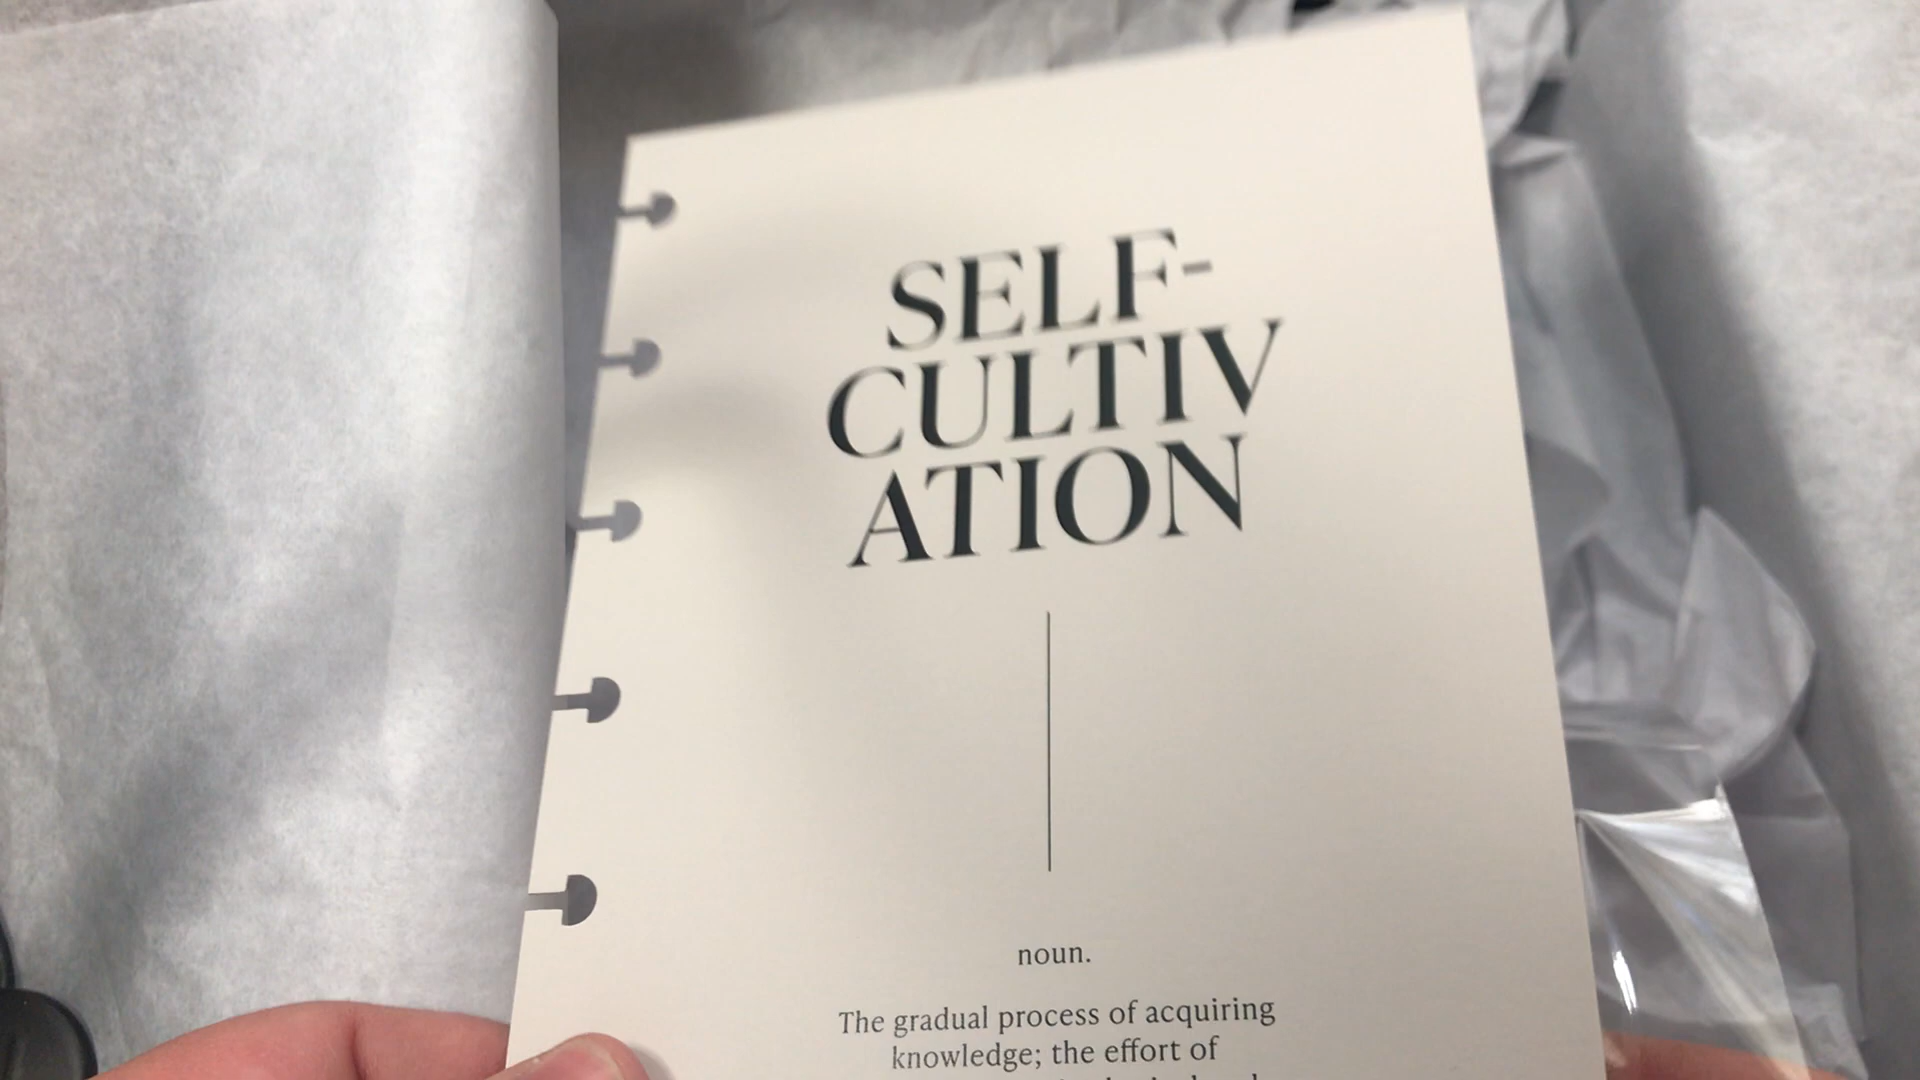 SELF-
CULTIV
ATION
noun.
The gradual process of acquiring
knowledge; the effort of